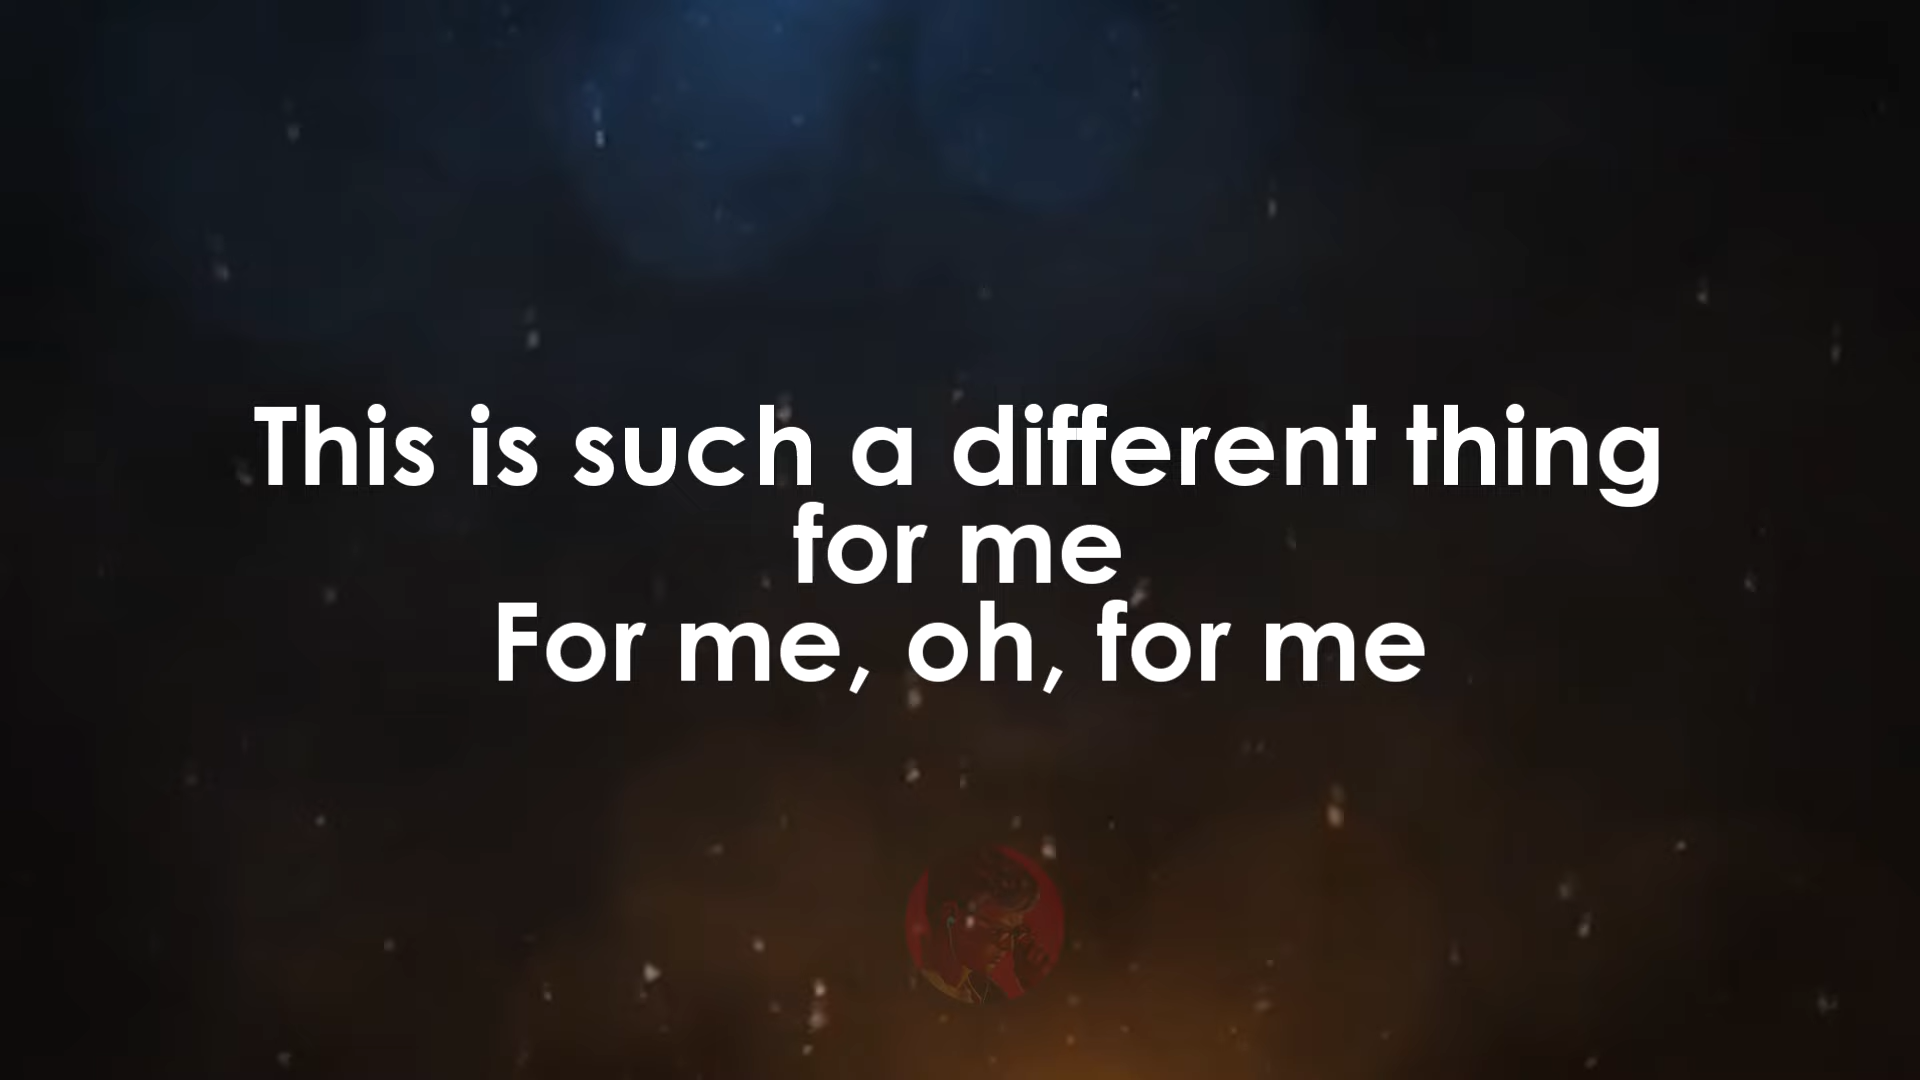 This is such a different thing
for me
For me, oh, for me